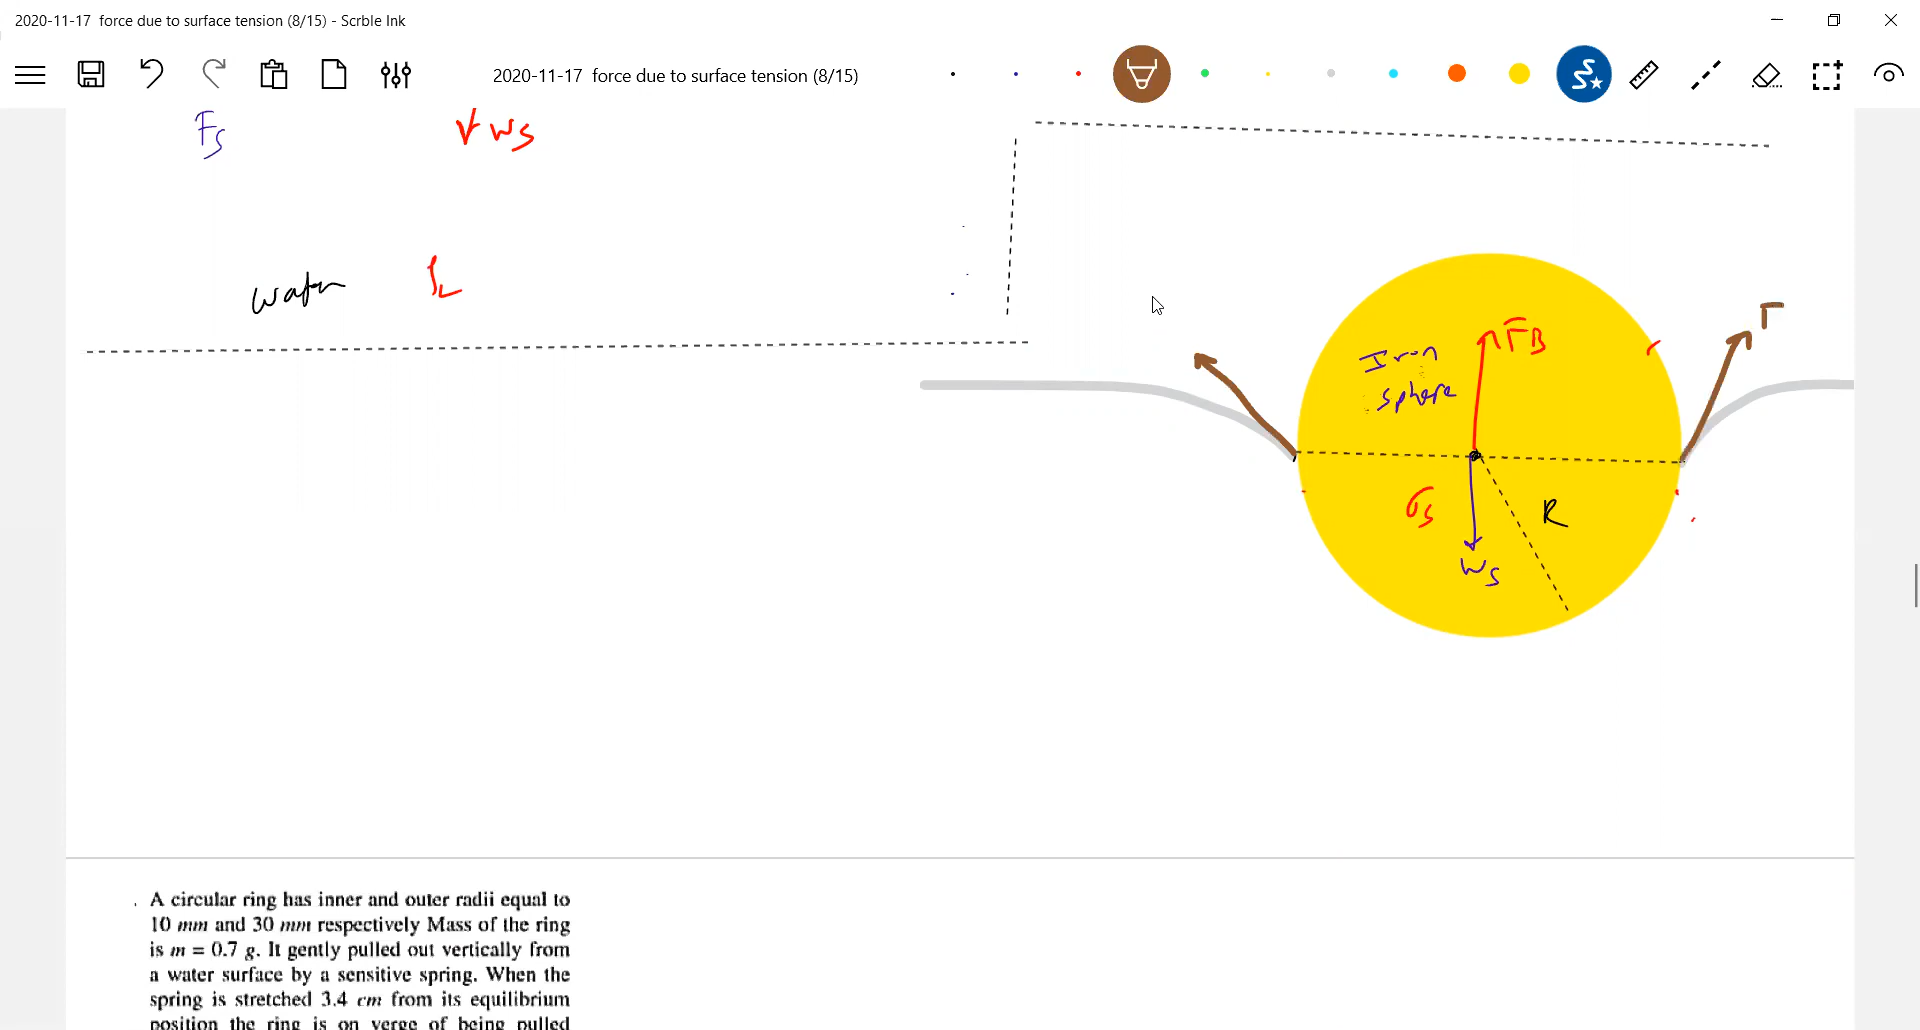 2020-11-17 force due to surface tension (8/15) - Scrble Ink
2020-11-17 force due to surface tension (8/15)
Fs
ws
water
Iron
sphere
FB
R
ws
A circular ring has inner and outer radii equal to
10 mm and 30 mm respectively Mass of the ring
is m = 0.7 g. It gently pulled out vertically from
a water surface by a sensitive spring. When the
spring is stretched 3.4 cm from its equilibrium
position the ring is on verge of being pulled